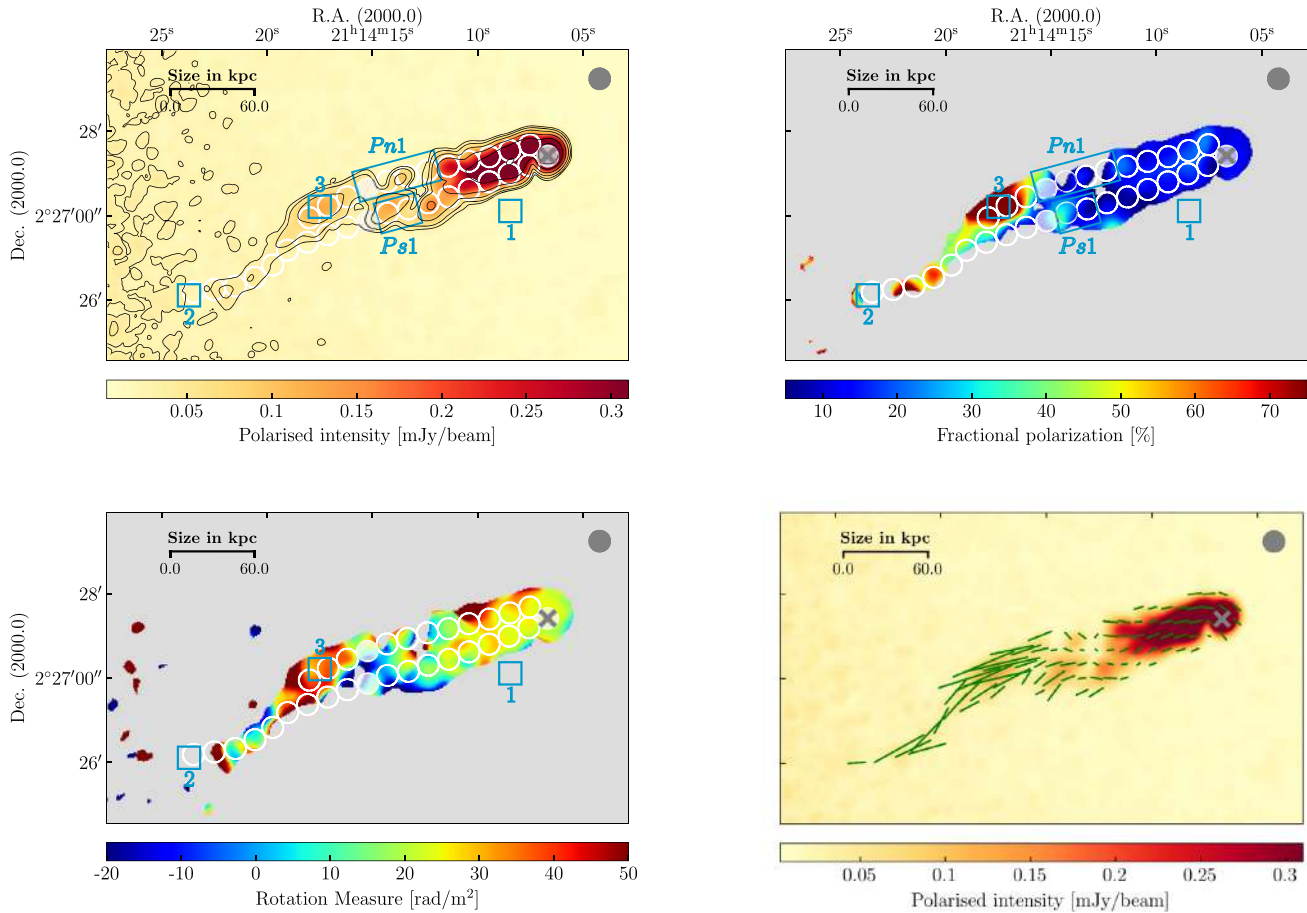 R.A. (2000.0)
25ˢ 20ˢ 21ʰ14ᵐ15ˢ 10ˢ 05ˢ
Size in kpc
0.0 60.0
28′
Pn1
3
Dec. (2000.0)
2°27′00″
1
Ps1
26′
2
0.05 0.1 0.15 0.2 0.25 0.3
Polarised intensity [mJy/beam]
R.A. (2000.0)
25ˢ 20ˢ 21ʰ14ᵐ15ˢ 10ˢ 05ˢ
Size in kpc
0.0 60.0
Pn1
3
1
Ps1
2
10 20 30 40 50 60 70
Fractional polarization [%]
Size in kpc
0.0 60.0
28′
3
Dec. (2000.0)
2°27′00″
1
26′
2
-20 -10 0 10 20 30 40 50
Rotation Measure [rad/m²]
Size in kpc
0.0 60.0
0.05 0.1 0.15 0.2 0.25 0.3
Polarised intensity [mJy/beam]